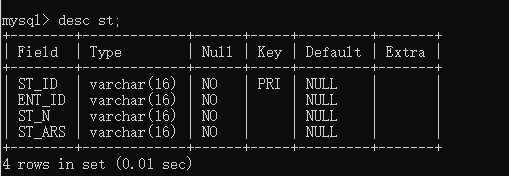 mysql> desc st;
+--------+-------------+------+-----+---------+-------+
| Field | Type | Null | Key | Default | Extra |
+--------+-------------+------+-----+---------+-------+
| ST_ID | varchar(16) | NO | PRI | NULL | |
| ENT_ID | varchar(16) | NO | | NULL | |
| ST_N | varchar(16) | NO | | NULL | |
| ST_ARS | varchar(16) | NO | | NULL | |
+--------+-------------+------+-----+---------+-------+
4 rows in set (0.01 sec)